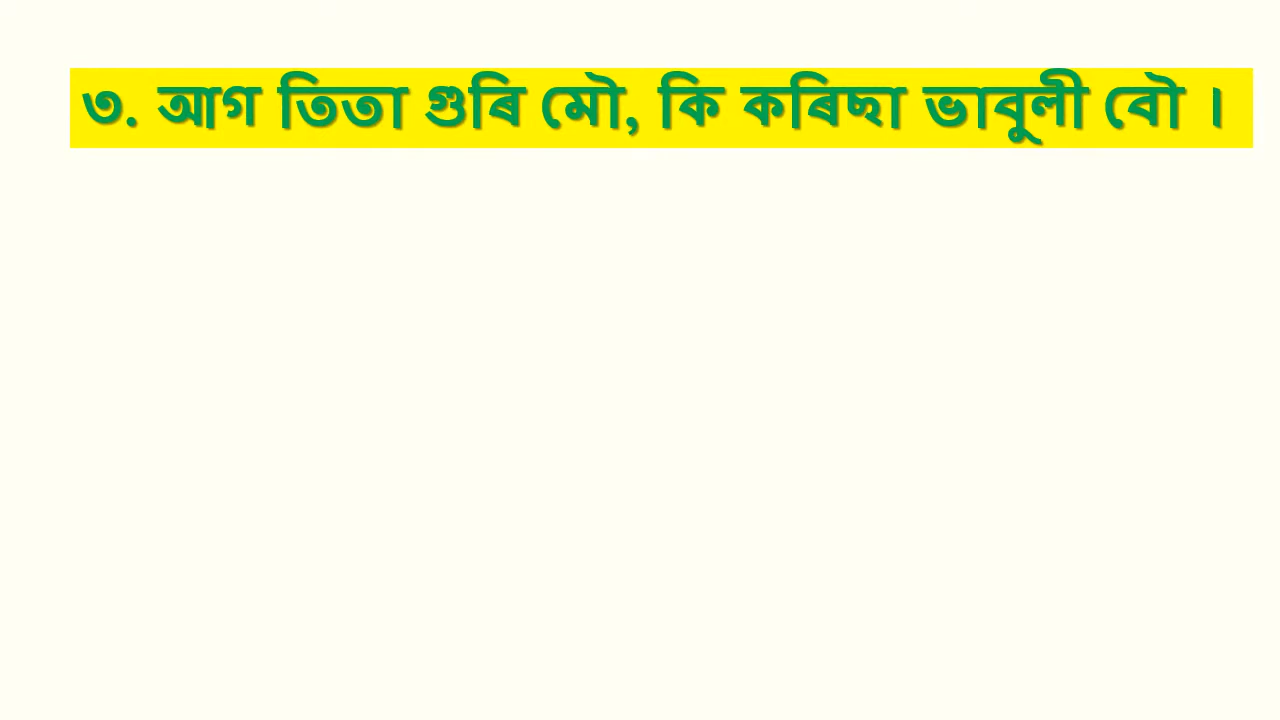 ৩. আগ তিতা গুৰি মৌ, কি কৰিছা ভাবুলী বৌ ।